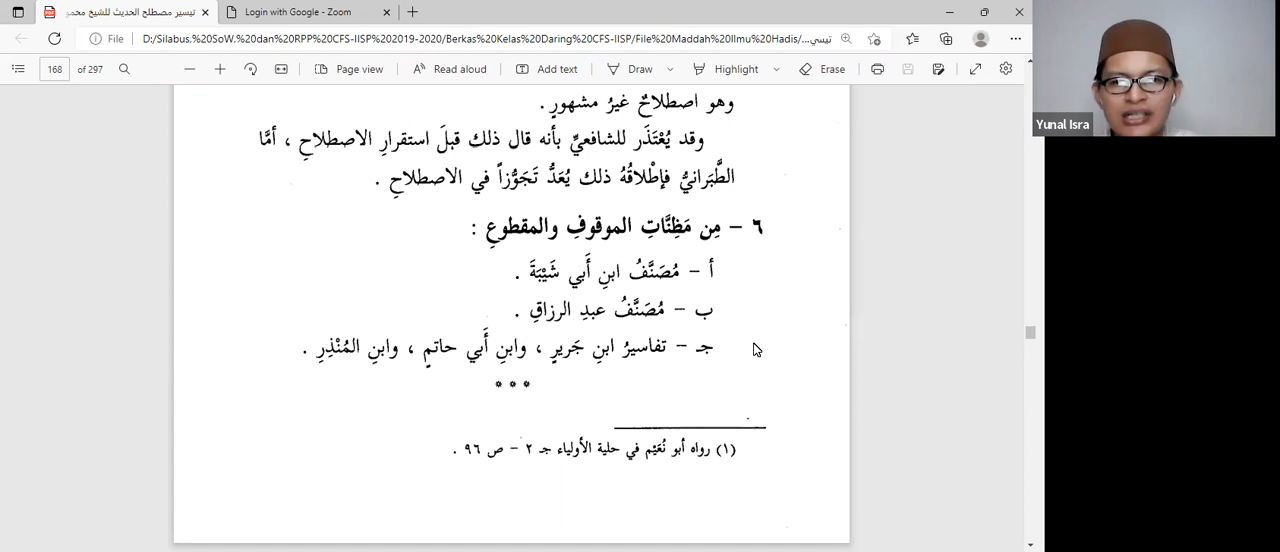 تيسير مصطلح الحديث للشيخ محمو
Login with Google - Zoom
File
D:/Silabus.%20SoW.%20dan%20RPP%20CFS-IISP%202019-2020/Berkas%20Kelas%20Daring%20CFS-IISP/File%20Maddah%20Ilmu%20Hadis/...تيسي
168 of 297
Page view
Read aloud
Add text
Draw
Highlight
Erase
Yunal Isra
وهو اصطلاحٌ غيرُ مشهورٍ .
وقد يُعْتَذَر للشافعيِّ بأنه قال ذلك قبلَ استقرارِ الاصطلاحِ ، أمَّا
الطَّبَرانيُّ فإطْلاقُهُ ذلك يُعَدُّ تَجَوُّزاً في الاصطلاحِ .
٦ – مِن مَظِنَّاتِ الموقوفِ والمقطوعِ :
أ – مُصَنَّفُ ابنِ أَبي شَيْبَةَ .
ب – مُصَنَّفُ عبدِ الرزاقِ .
جـ – تفاسيرُ ابنِ جَريرٍ ، وابنِ أَبي حاتمٍ ، وابنِ المُنْذِرِ .
* * *
(١) رواه أبو نُعَيْم في حلية الأولياء جـ ٢ – ص ٩٦ .